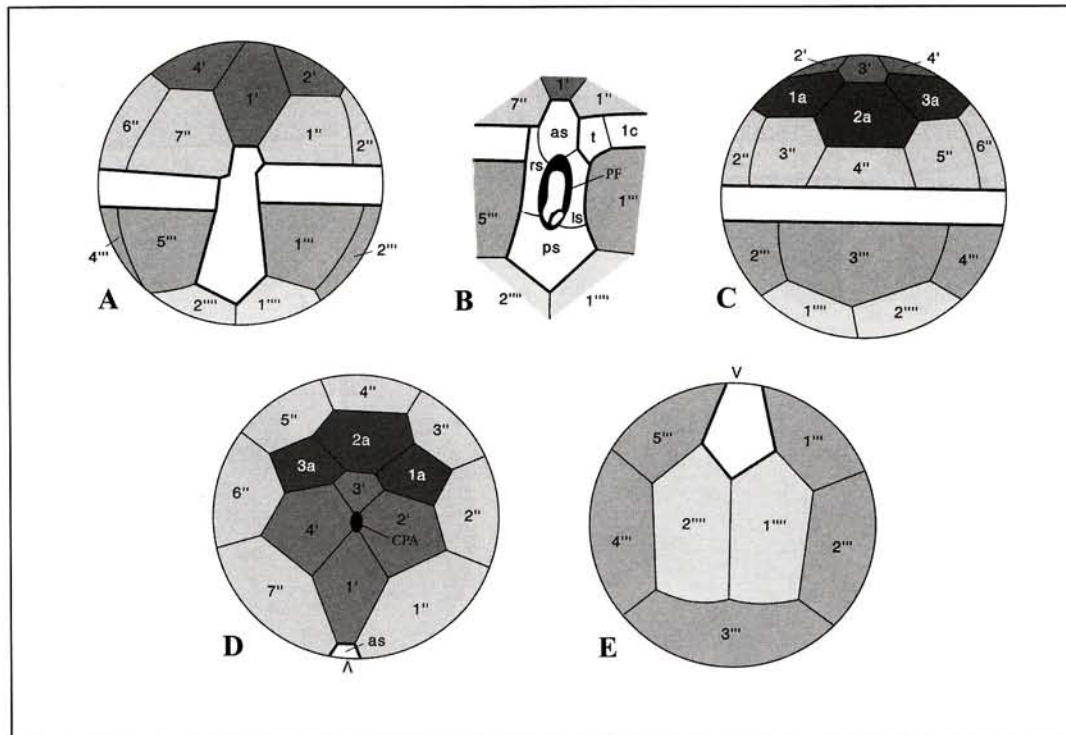 4' 1' 2'
6" 7" 1" 2"
4''' 5''' 1''' 2'''
2'''' 1''''
A
1'
7" as 1"
t 1c
rs PF
5''' ls 1'''
ps
2'''' 1''''
B
2' 3' 4'
1a 2a 3a
2" 3" 4" 5" 6"
2''' 3''' 4'''
1'''' 2''''
C
4"
5" 2a 3"
3a 1a
3'
6" 4' 2' 2"
CPA
7" 1' 1"
as
D
V
5''' 1'''
4''' 2'''' 1'''' 2'''
3'''
E